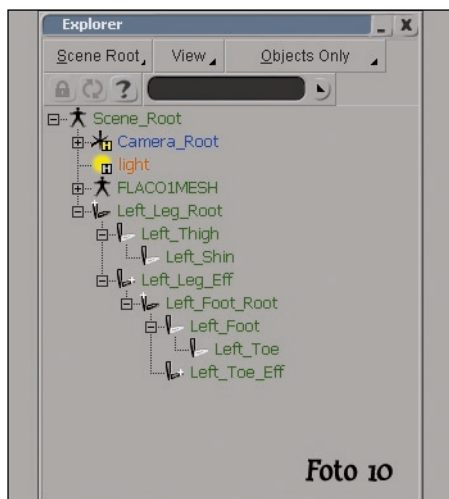 Explorer
Scene Root View Objects Only
Scene_Root
Camera_Root
light
FLACO1MESH
Left_Leg_Root
Left_Thigh
Left_Shin
Left_Leg_Eff
Left_Foot_Root
Left_Foot
Left_Toe
Left_Toe_Eff
Foto 10